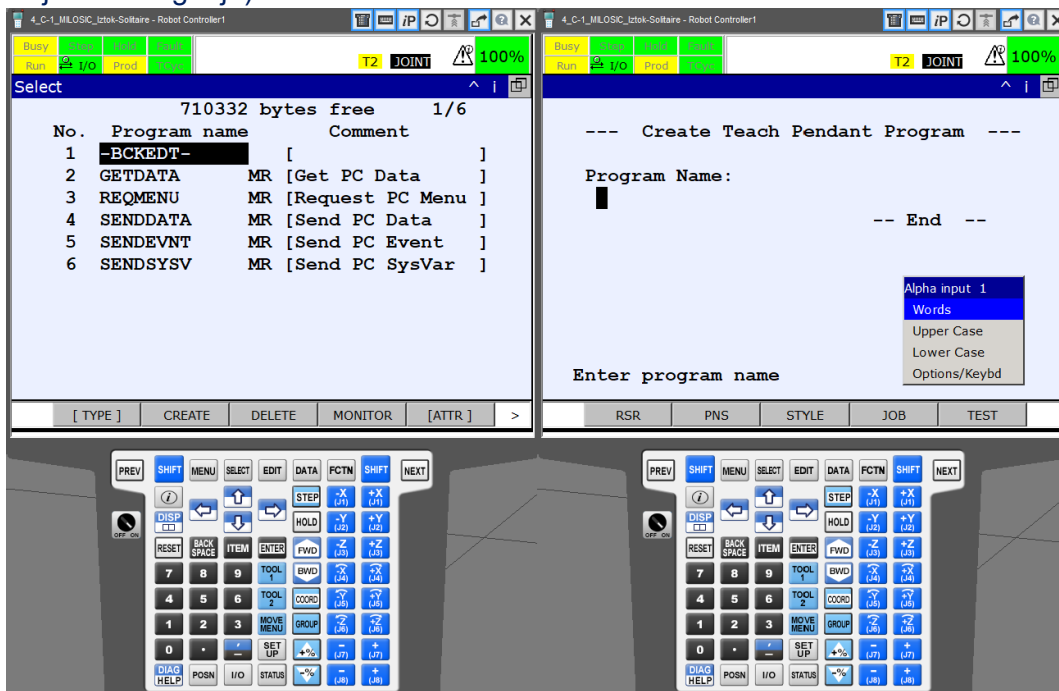 4_C-1_MILOSIC_Iztok-Solitaire - Robot Controller1
Busy Step Hold Fault
Run I/O Prod TCyc
T2 JOINT 100%
Select
710332 bytes free 1/6
No. Program name Comment
1 -BCKEDT- [ ]
2 GETDATA MR [Get PC Data ]
3 REQMENU MR [Request PC Menu ]
4 SENDDATA MR [Send PC Data ]
5 SENDEVNT MR [Send PC Event ]
6 SENDSYSV MR [Send PC SysVar ]
[ TYPE ] CREATE DELETE MONITOR [ATTR ] >
PREV SHIFT MENU SELECT EDIT DATA FCTN SHIFT NEXT
i STEP -X (J1) +X (J1)
DISP HOLD -Y (J2) +Y (J2)
OFF ON
RESET BACK SPACE ITEM ENTER FWD -Z (J3) +Z (J3)
7 8 9 TOOL 1 BWD -X (J4) +X (J4)
4 5 6 TOOL 2 COORD -Y (J5) +Y (J5)
1 2 3 MOVE MENU GROUP -Z (J6) +Z (J6)
0 . SET UP +% - (J7) + (J7)
DIAG HELP POSN I/O STATUS -% - (J8) + (J8)
4_C-1_MILOSIC_Iztok-Solitaire - Robot Controller1
Busy Step Hold Fault
Run I/O Prod TCyc
T2 JOINT 100%
--- Create Teach Pendant Program ---
Program Name:
-- End --
Alpha input 1
Words
Upper Case
Lower Case
Options/Keybd
Enter program name
RSR PNS STYLE JOB TEST
PREV SHIFT MENU SELECT EDIT DATA FCTN SHIFT NEXT
i STEP -X (J1) +X (J1)
DISP HOLD -Y (J2) +Y (J2)
OFF ON
RESET BACK SPACE ITEM ENTER FWD -Z (J3) +Z (J3)
7 8 9 TOOL 1 BWD -X (J4) +X (J4)
4 5 6 TOOL 2 COORD -Y (J5) +Y (J5)
1 2 3 MOVE MENU GROUP -Z (J6) +Z (J6)
0 . SET UP +% - (J7) + (J7)
DIAG HELP POSN I/O STATUS -% - (J8) + (J8)